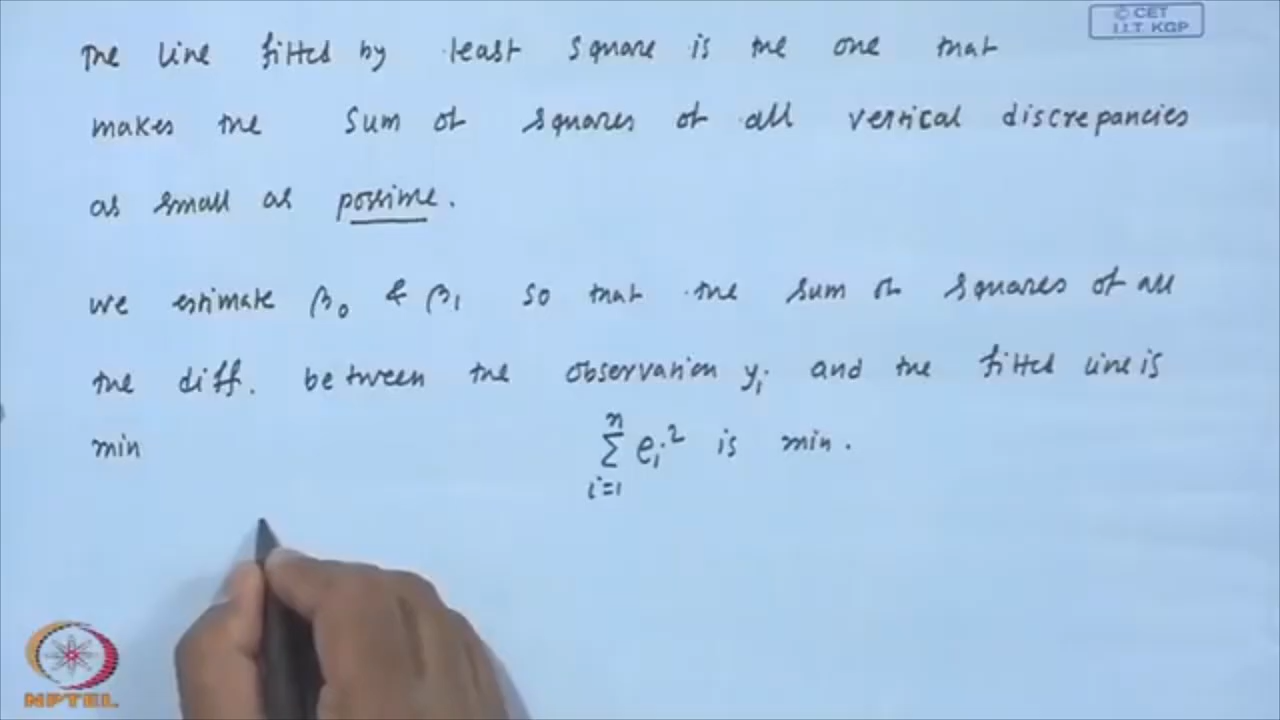 © CET
I.I.T. KGP
The line fitted by least square is the one that
makes the sum of squares of all vertical discrepancies
as small as possible.
we estimate β₀ & β₁ so that the sum of squares of all
the diff. between the observation yᵢ and the fitted line is
min
n
∑ eᵢ² is min.
i=1
NPTEL